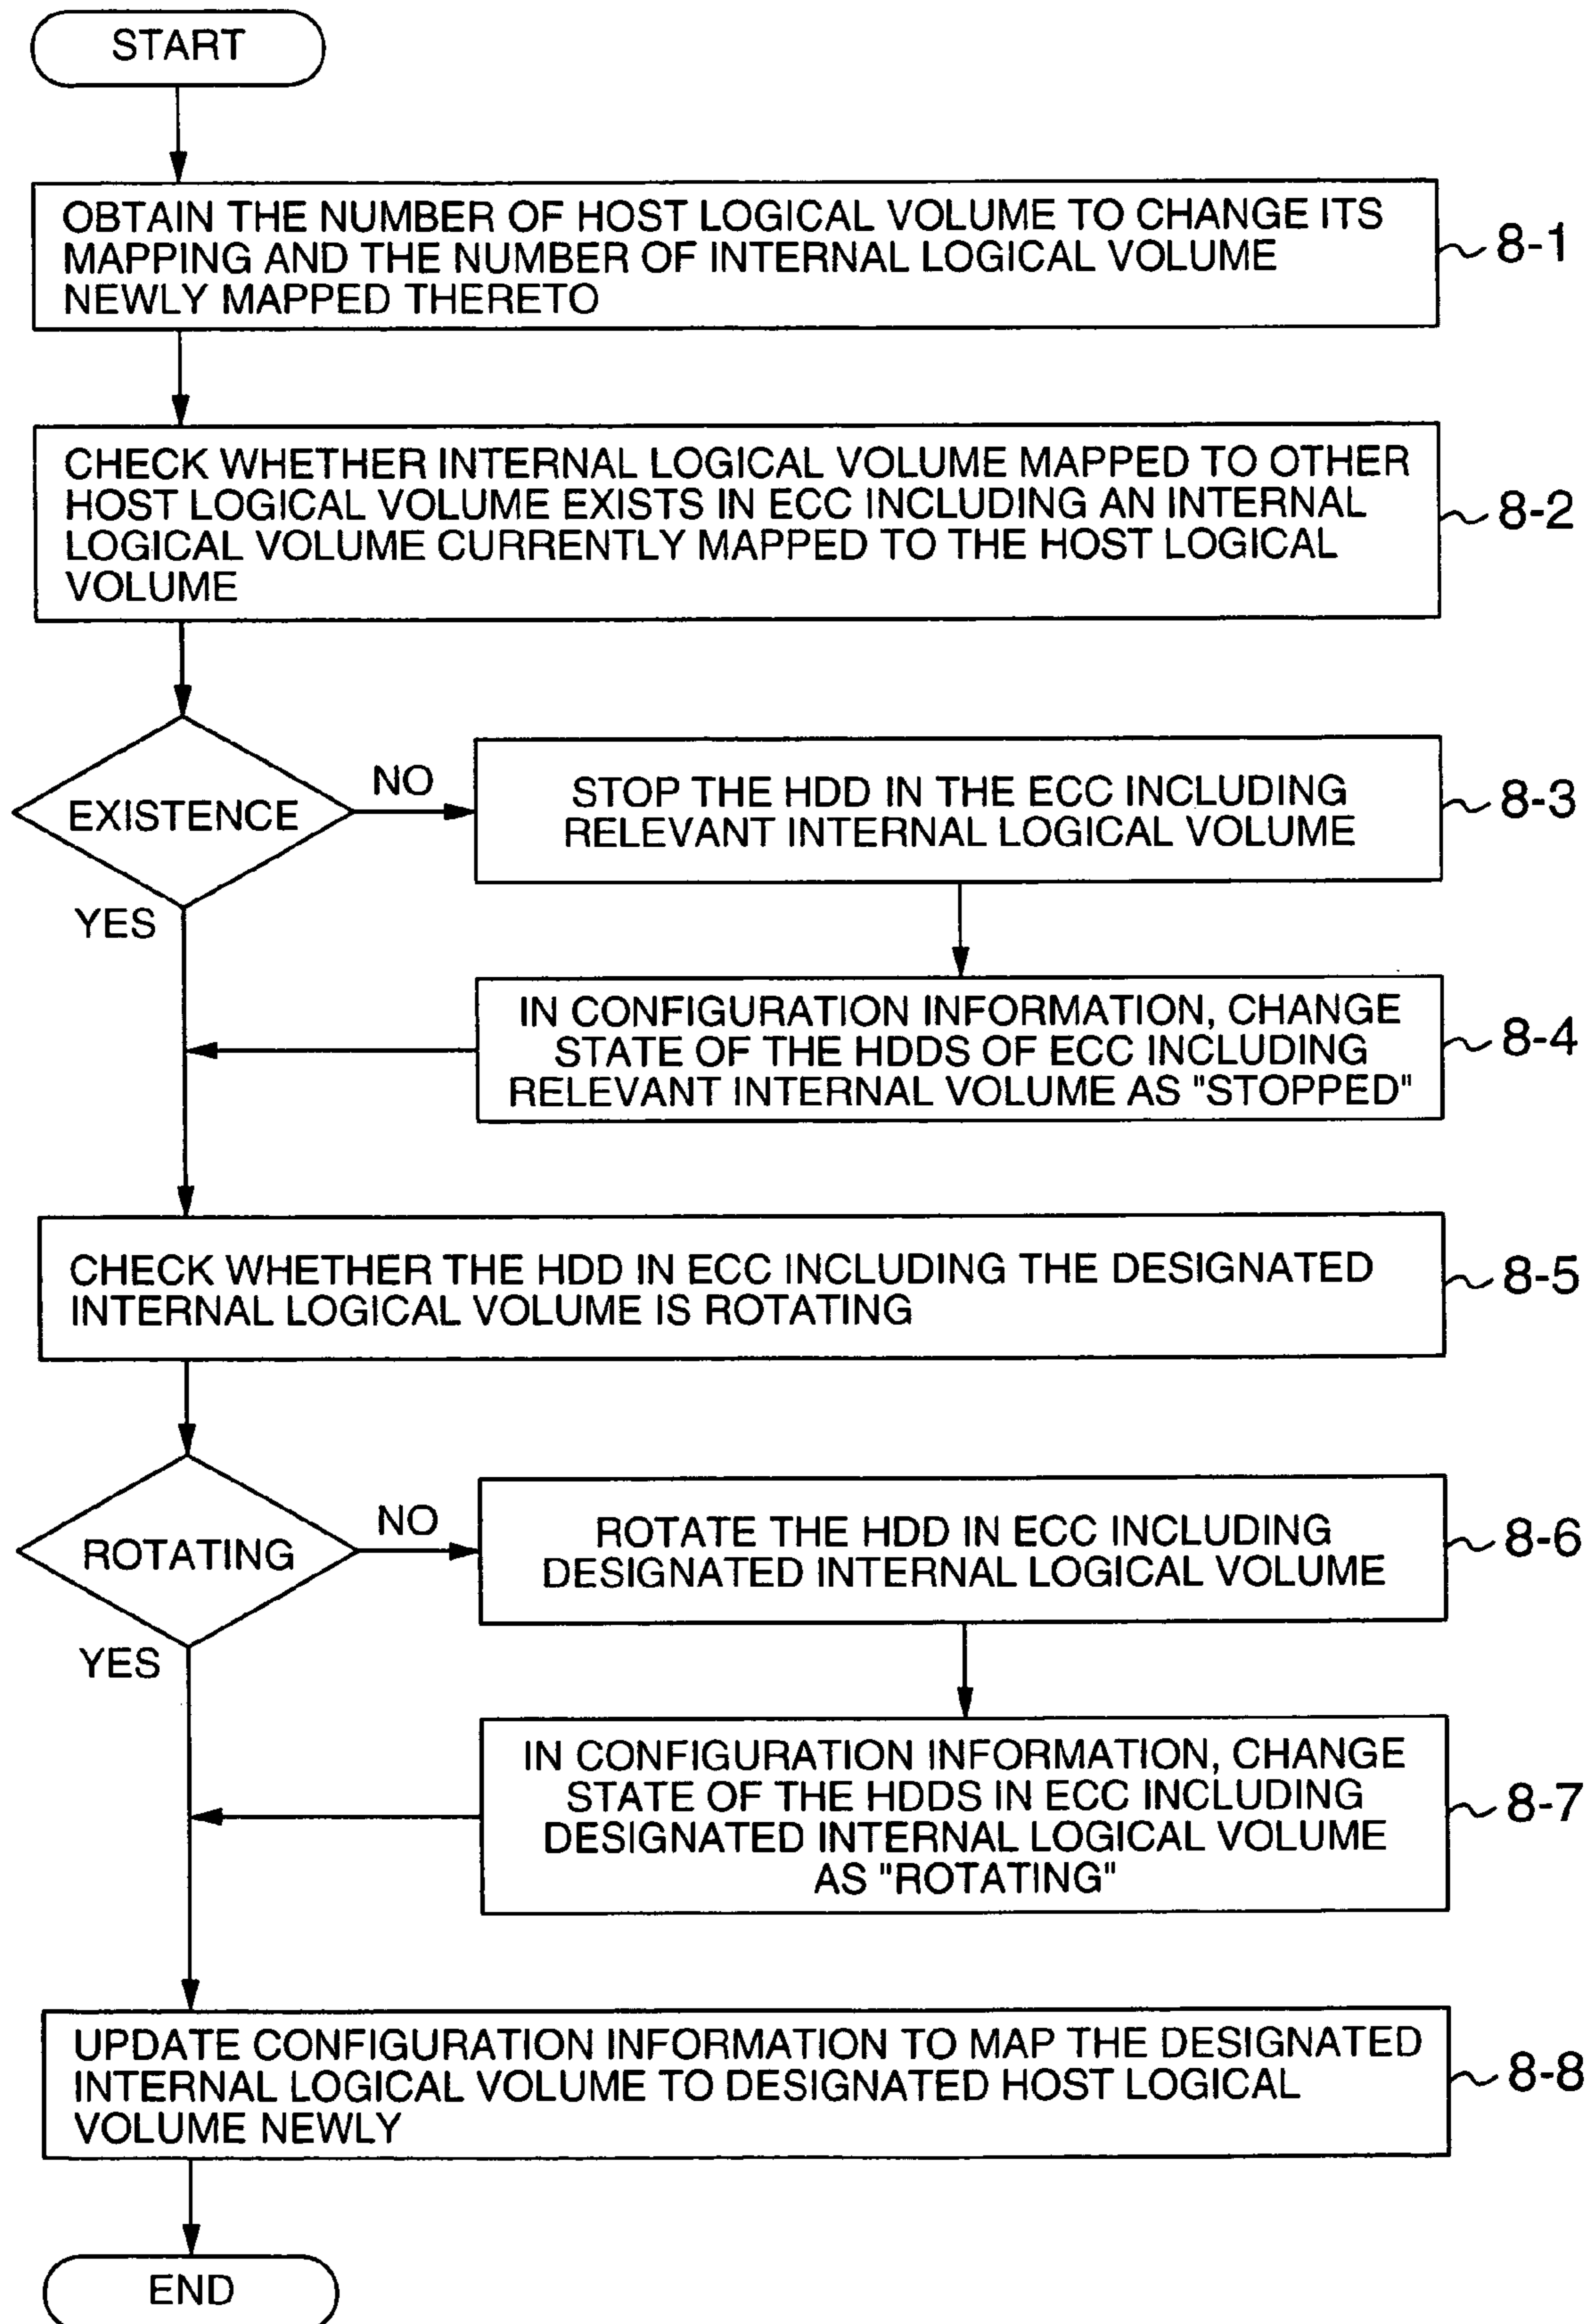 START
OBTAIN THE NUMBER OF HOST LOGICAL VOLUME TO CHANGE ITS
MAPPING AND THE NUMBER OF INTERNAL LOGICAL VOLUME
NEWLY MAPPED THERETO
8-1
CHECK WHETHER INTERNAL LOGICAL VOLUME MAPPED TO OTHER
HOST LOGICAL VOLUME EXISTS IN ECC INCLUDING AN INTERNAL
LOGICAL VOLUME CURRENTLY MAPPED TO THE HOST LOGICAL
VOLUME
8-2
EXISTENCE
NO
YES
STOP THE HDD IN THE ECC INCLUDING
RELEVANT INTERNAL LOGICAL VOLUME
8-3
IN CONFIGURATION INFORMATION, CHANGE
STATE OF THE HDDS OF ECC INCLUDING
RELEVANT INTERNAL VOLUME AS "STOPPED"
8-4
CHECK WHETHER THE HDD IN ECC INCLUDING THE DESIGNATED
INTERNAL LOGICAL VOLUME IS ROTATING
8-5
ROTATING
NO
YES
ROTATE THE HDD IN ECC INCLUDING
DESIGNATED INTERNAL LOGICAL VOLUME
8-6
IN CONFIGURATION INFORMATION, CHANGE
STATE OF THE HDDS IN ECC INCLUDING
DESIGNATED INTERNAL LOGICAL VOLUME
AS "ROTATING"
8-7
UPDATE CONFIGURATION INFORMATION TO MAP THE DESIGNATED
INTERNAL LOGICAL VOLUME TO DESIGNATED HOST LOGICAL
VOLUME NEWLY
8-8
END